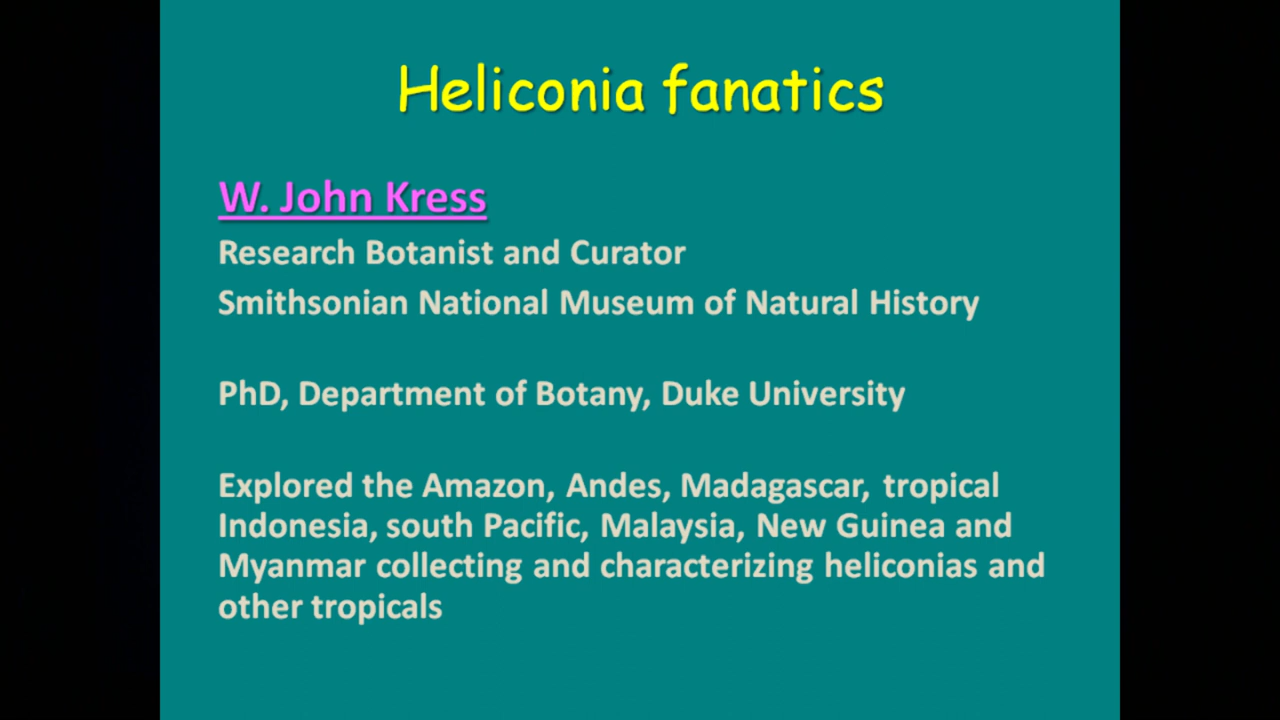 Heliconia fanatics
W. John Kress
Research Botanist and Curator
Smithsonian National Museum of Natural History
PhD, Department of Botany, Duke University
Explored the Amazon, Andes, Madagascar, tropical
Indonesia, south Pacific, Malaysia, New Guinea and
Myanmar collecting and characterizing heliconias and
other tropicals